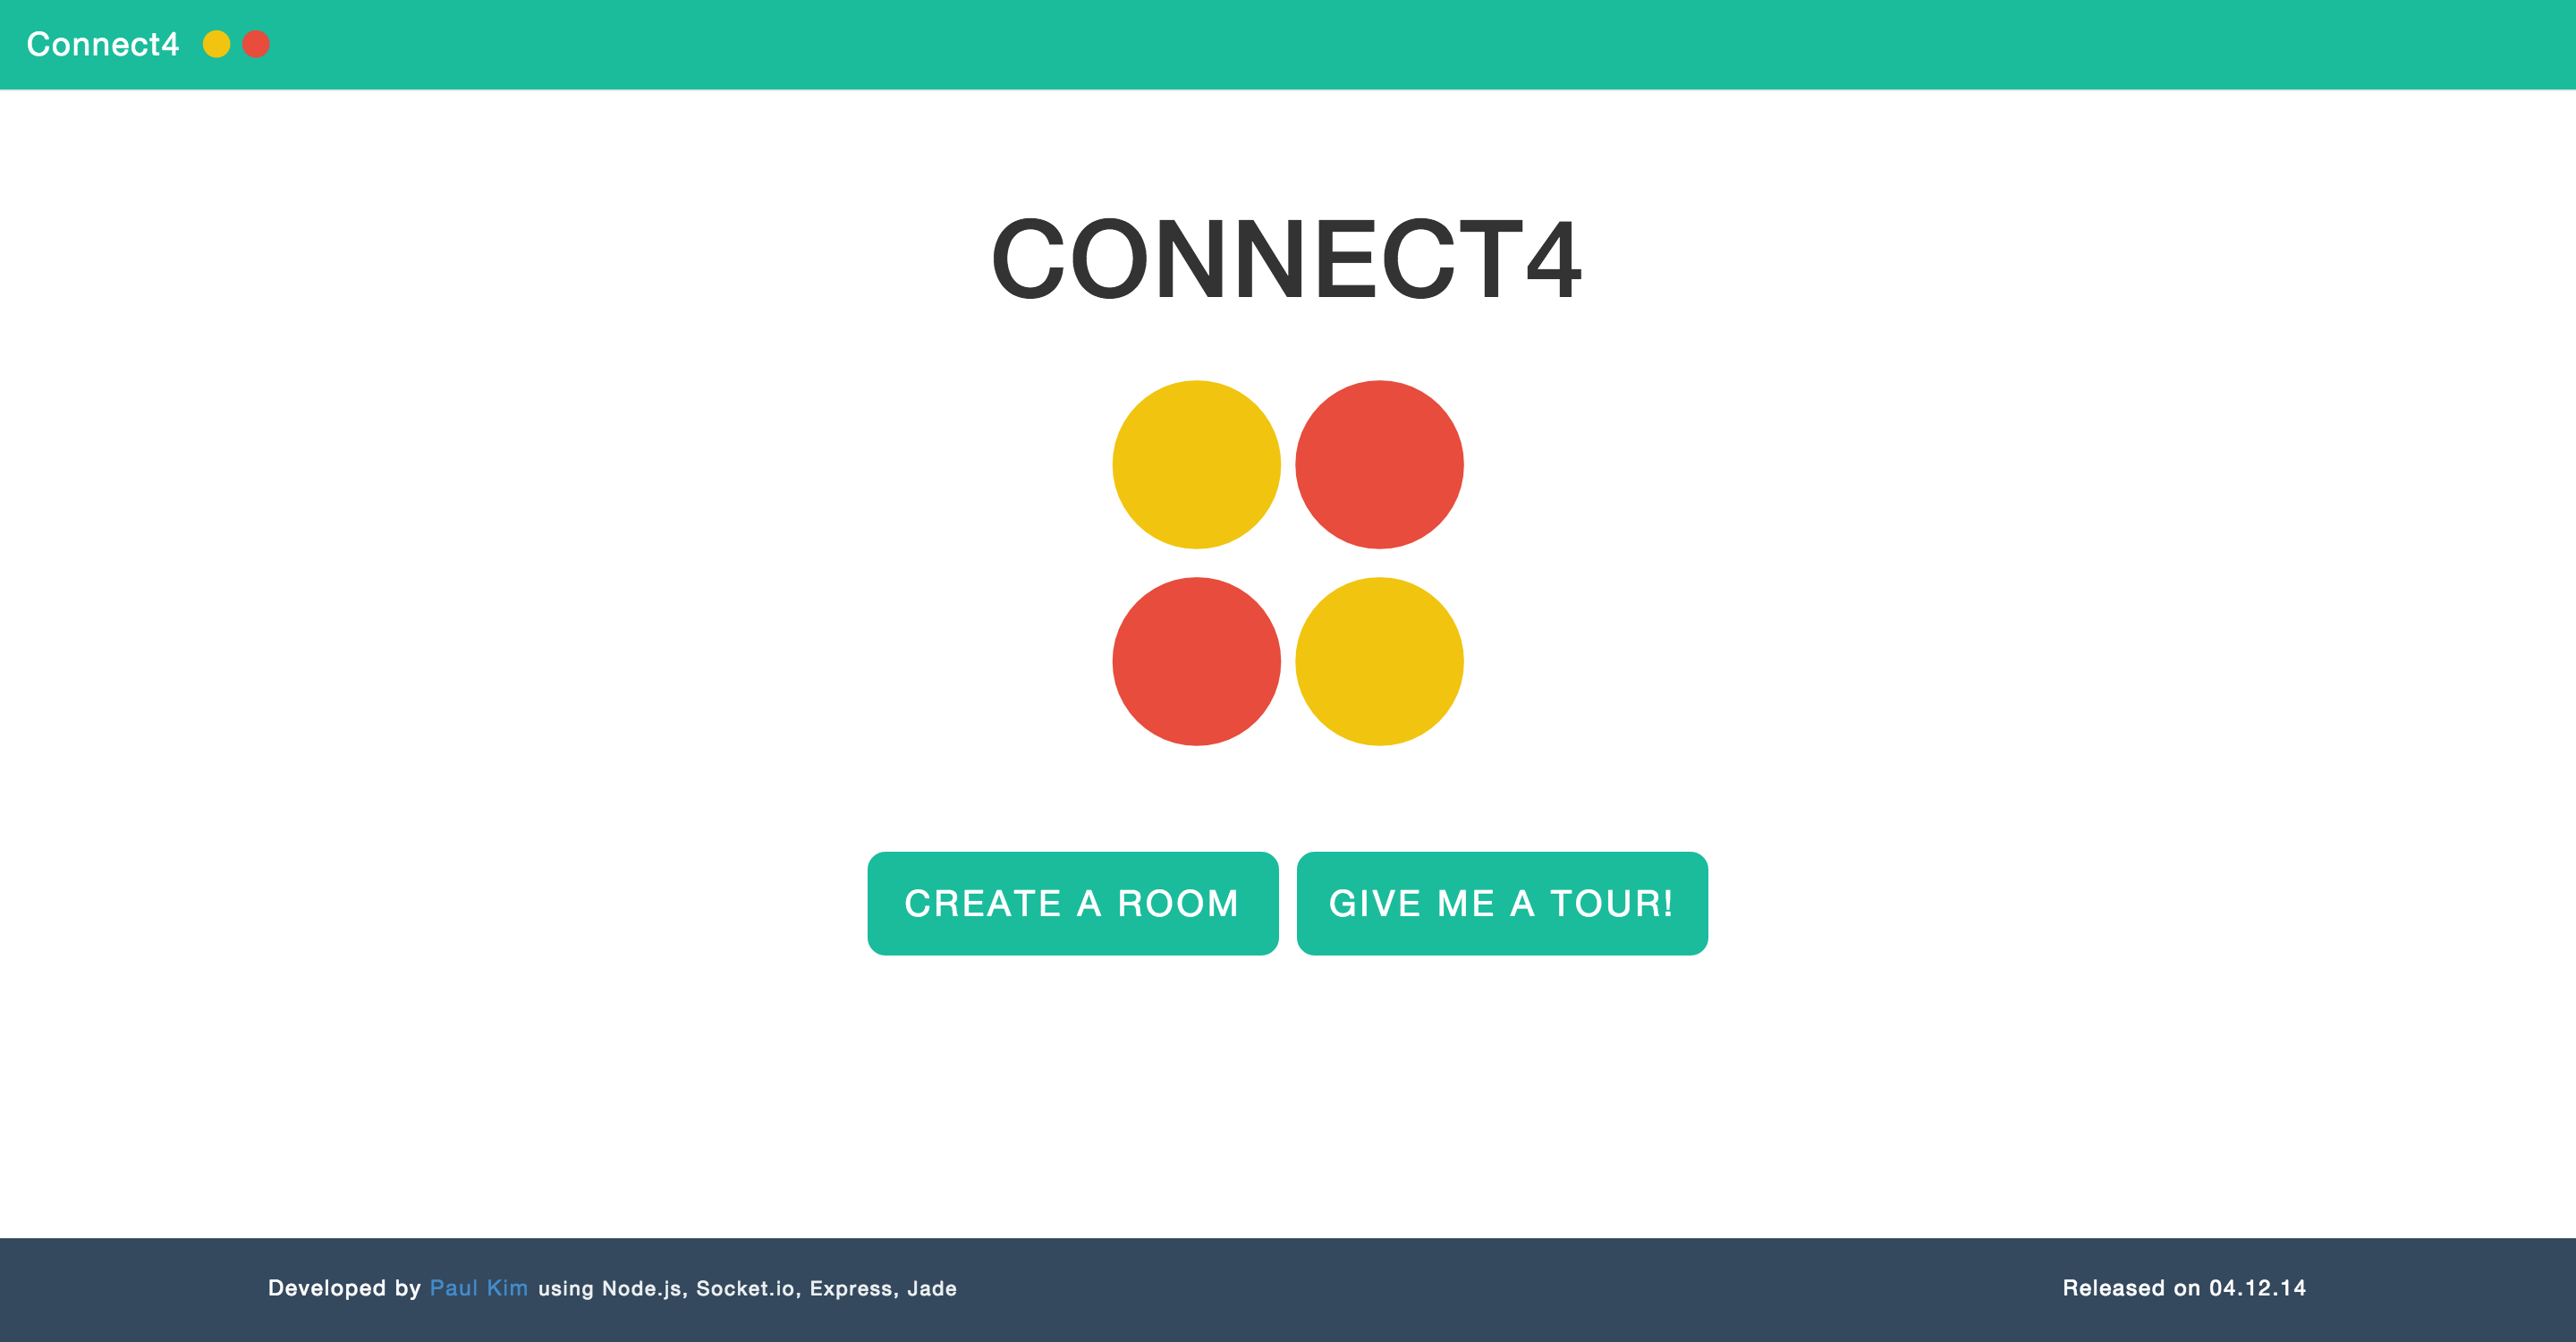 Connect4
CONNECT4
CREATE A ROOM
GIVE ME A TOUR!
Developed by Paul Kim using Node.js, Socket.io, Express, Jade
Released on 04.12.14